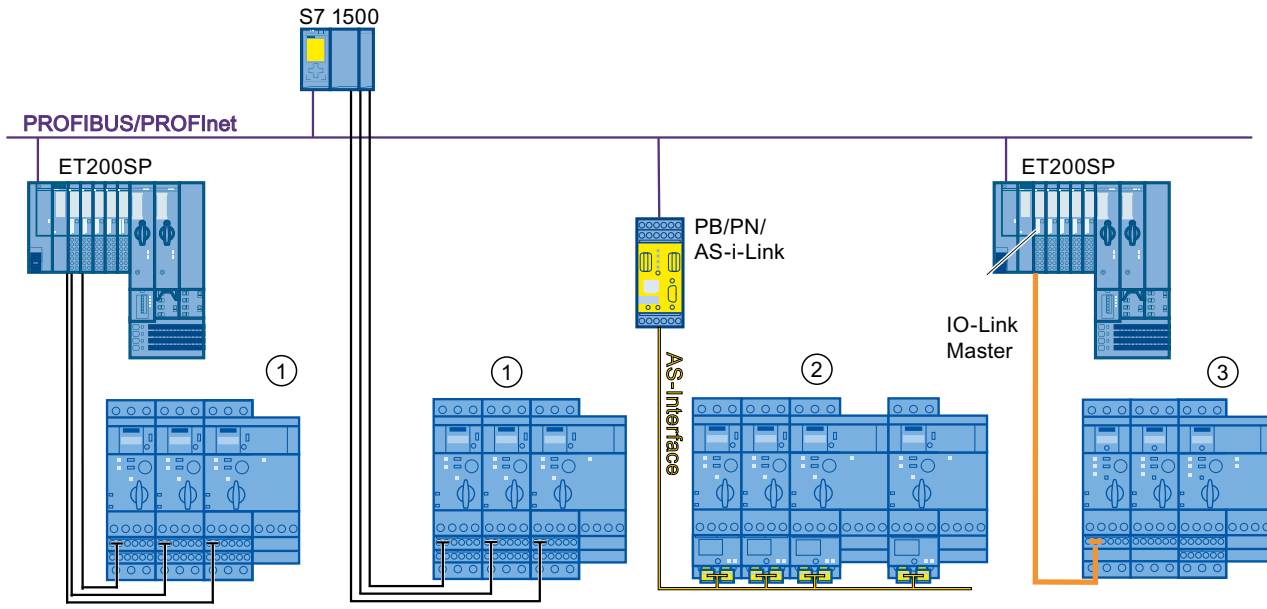 S7 1500
PROFIBUS/PROFInet
ET200SP
ET200SP
PB/PN/
AS-i-Link
IO-Link
Master
AS-Interface
1
1
2
3